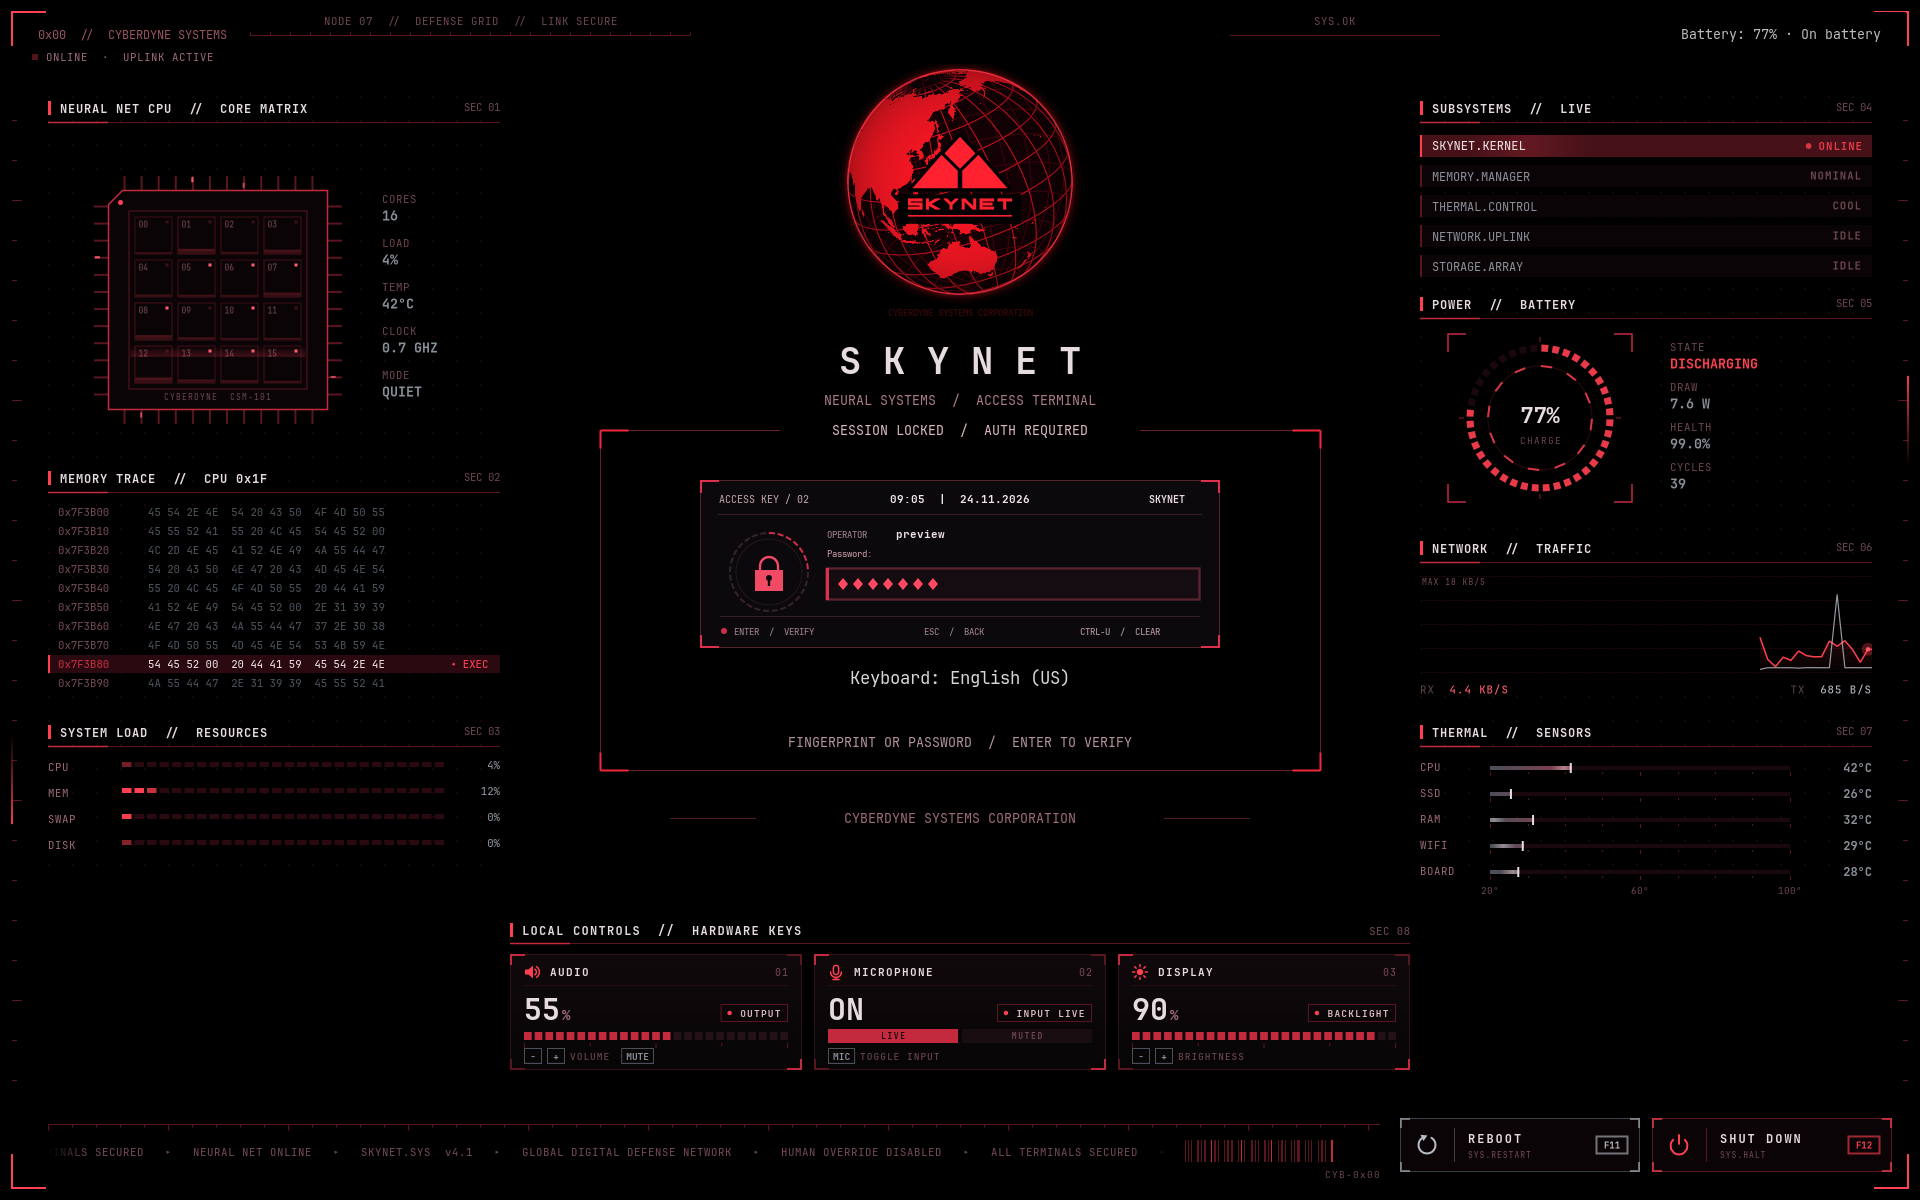 NODE 07 // DEFENSE GRID // LINK SECURE
SYS.OK
0x00 // CYBERDYNE SYSTEMS
Battery: 77% · On battery
ONLINE · UPLINK ACTIVE
NEURAL NET CPU // CORE MATRIX SEC 01
00 01 02 03
04 05 06 07
08 09 10 11
12 13 14 15
CYBERDYNE CSM-101
CORES
16
LOAD
4%
TEMP
42°C
CLOCK
0.7 GHZ
MODE
QUIET
MEMORY TRACE // CPU 0x1F SEC 02
0x7F3B00 45 54 2E 4E 54 20 43 50 4F 4D 50 55
0x7F3B10 45 55 52 41 55 20 4C 45 54 45 52 00
0x7F3B20 4C 2D 4E 45 41 52 4E 49 4A 55 44 47
0x7F3B30 54 20 43 50 4E 47 20 43 4D 45 4E 54
0x7F3B40 55 20 4C 45 4F 4D 50 55 20 44 41 59
0x7F3B50 41 52 4E 49 54 45 52 00 2E 31 39 39
0x7F3B60 4E 47 20 43 4A 55 44 47 37 2E 30 38
0x7F3B70 4F 4D 50 55 4D 45 4E 54 53 4B 59 4E
0x7F3B80 54 45 52 00 20 44 41 59 45 54 2E 4E EXEC
0x7F3B90 4A 55 44 47 2E 31 39 39 45 55 52 41
SYSTEM LOAD // RESOURCES SEC 03
CPU 4%
MEM 12%
SWAP 0%
DISK 0%
SKYNET
CYBERDYNE SYSTEMS CORPORATION
SKYNET
NEURAL SYSTEMS / ACCESS TERMINAL
SESSION LOCKED / AUTH REQUIRED
ACCESS KEY / 02 09:05 | 24.11.2026 SKYNET
OPERATOR preview
Password:
ENTER / VERIFY ESC / BACK CTRL-U / CLEAR
Keyboard: English (US)
FINGERPRINT OR PASSWORD / ENTER TO VERIFY
CYBERDYNE SYSTEMS CORPORATION
SUBSYSTEMS // LIVE SEC 04
SKYNET.KERNEL ONLINE
MEMORY.MANAGER NOMINAL
THERMAL.CONTROL COOL
NETWORK.UPLINK IDLE
STORAGE.ARRAY IDLE
POWER // BATTERY SEC 05
77%
CHARGE
STATE
DISCHARGING
DRAW
7.6 W
HEALTH
99.0%
CYCLES
39
NETWORK // TRAFFIC SEC 06
MAX 18 KB/S
RX 4.4 KB/S TX 685 B/S
THERMAL // SENSORS SEC 07
CPU 42°C
SSD 26°C
RAM 32°C
WIFI 29°C
BOARD 28°C
20° 60° 100°
LOCAL CONTROLS // HARDWARE KEYS SEC 08
AUDIO 01
55%
OUTPUT
- + VOLUME MUTE
MICROPHONE 02
ON
INPUT LIVE
LIVE MUTED
MIC TOGGLE INPUT
DISPLAY 03
90%
BACKLIGHT
- + BRIGHTNESS
INALS SECURED ▸ NEURAL NET ONLINE ▸ SKYNET.SYS v4.1 ▸ GLOBAL DIGITAL DEFENSE NETWORK ▸ HUMAN OVERRIDE DISABLED ▸ ALL TERMINALS SECURED
CYB-0x00
REBOOT
SYS.RESTART
F11
SHUT DOWN
SYS.HALT
F12